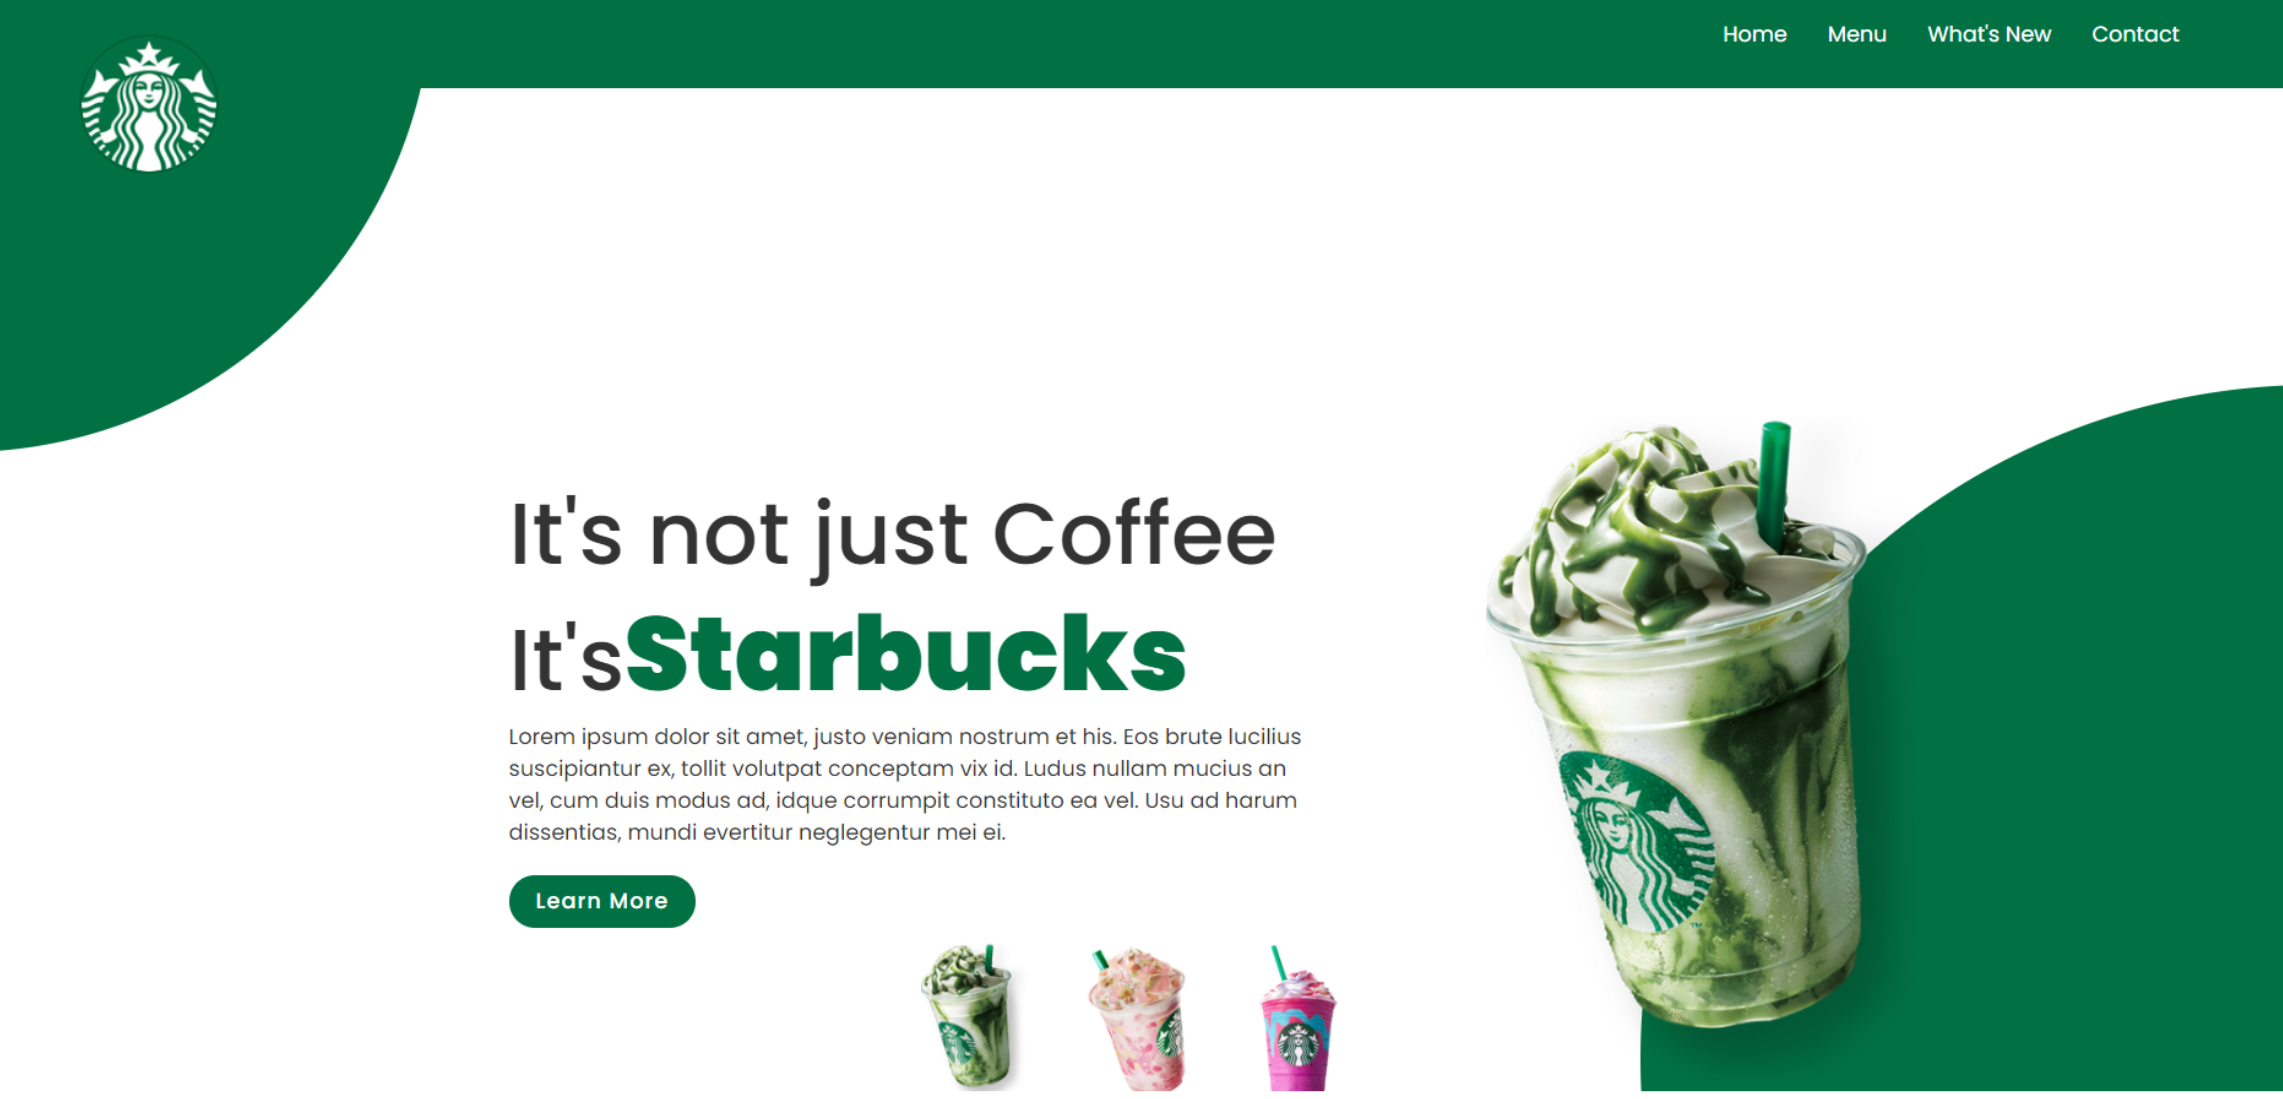 Home Menu What's New Contact
It's not just Coffee
It'sStarbucks
Lorem ipsum dolor sit amet, justo veniam nostrum et his. Eos brute lucilius
suscipiantur ex, tollit volutpat conceptam vix id. Ludus nullam mucius an
vel, cum duis modus ad, idque corrumpit constituto ea vel. Usu ad harum
dissentias, mundi evertitur neglegentur mei ei.
Learn More
TM